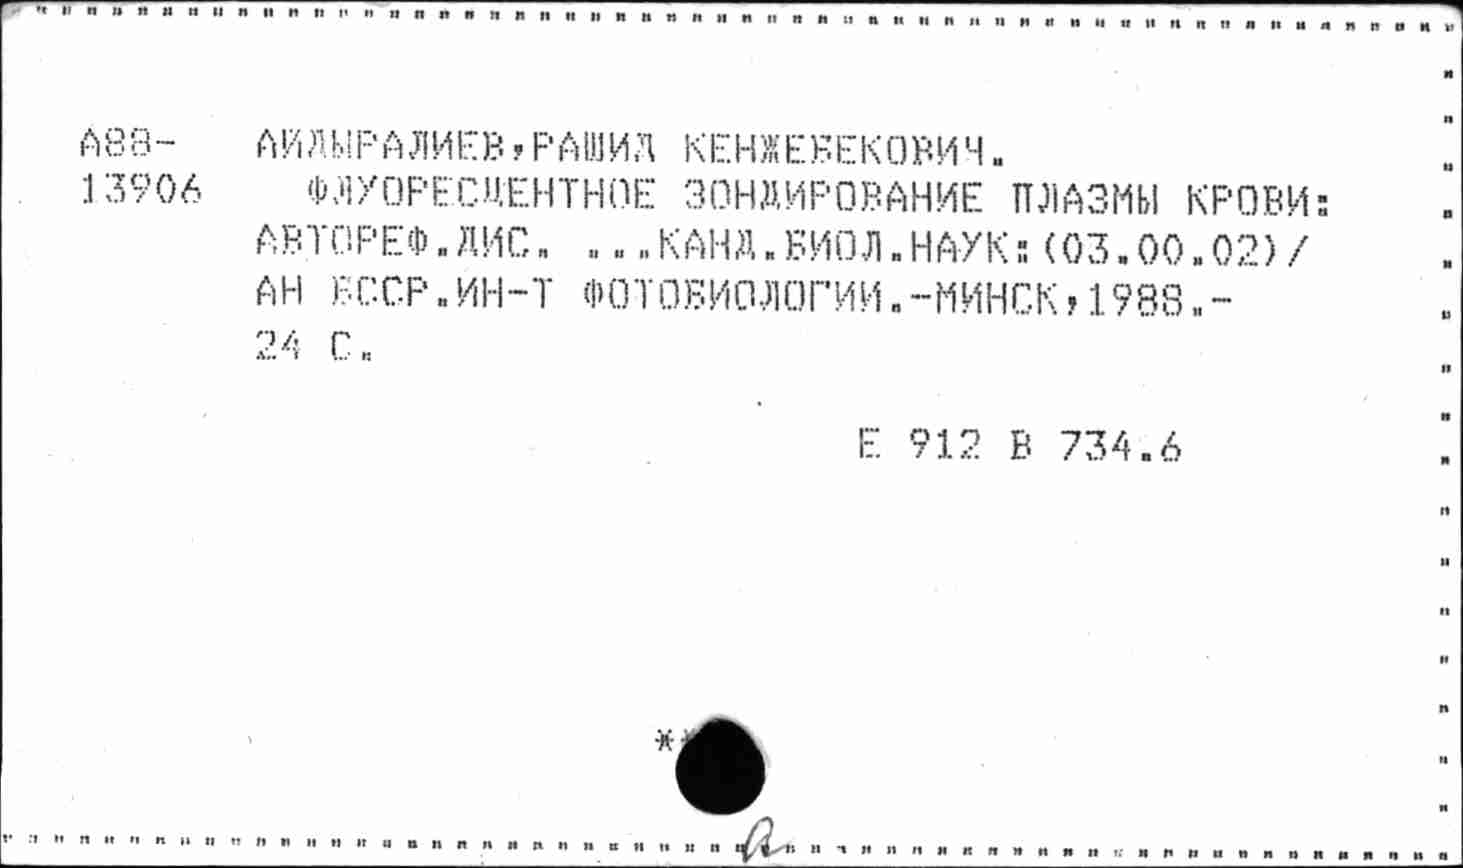 А88- АЙДЫРАЛИЕВ,РАШИД КЕНЖЕБЕКОВИЧ.
13906 ФЛУОРЕСЦЕНТНОЕ ЗОНДИРОВАНИЕ ПЛАЗМЫ КРОВИ:
АВТОРЕФ.ДИС. ...КАНД.БИОЛ.НАУК:(03.00.02)/
АН БССР.ИН-Т ФОТОБИОЛОГИИ.-МИНСК,1988.-
24 С.
Е 912 В 734.6
**